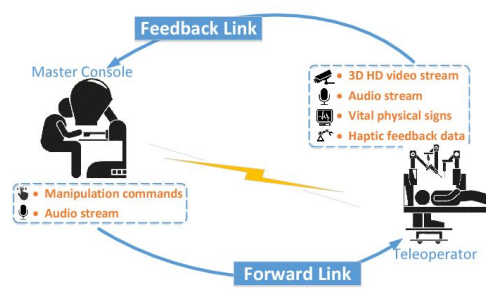 Feedback Link
Master Console
3D HD video stream
Audio stream
Vital physical signs
Haptic feedback data
Manipulation commands
Audio stream
Teleoperator
Forward Link